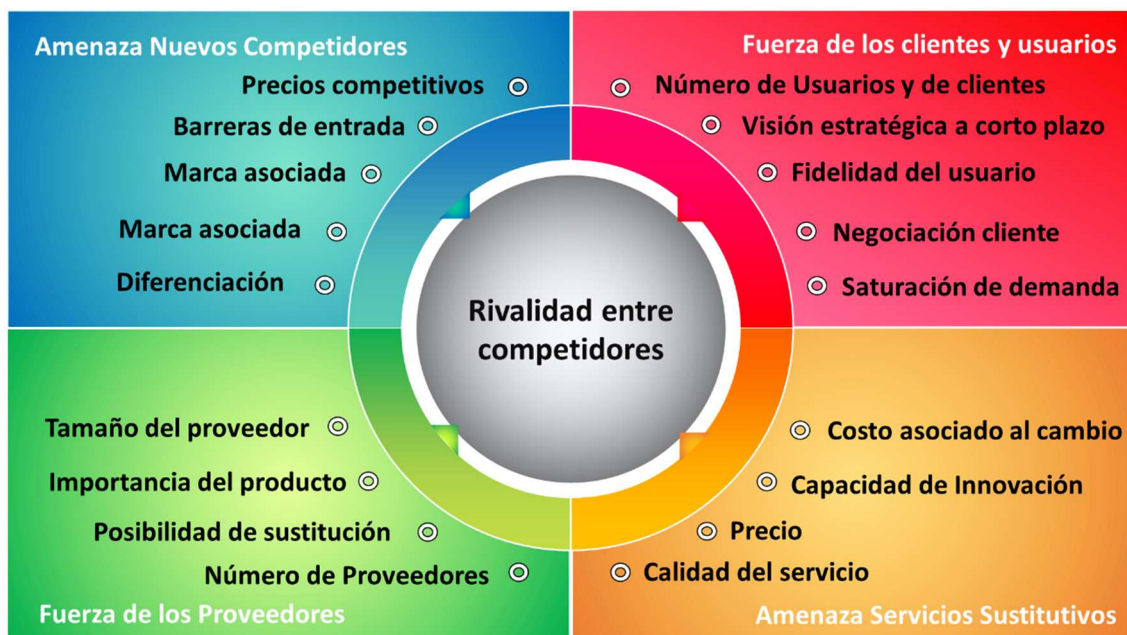 Amenaza Nuevos Competidores
Precios competitivos
Barreras de entrada
Marca asociada
Marca asociada
Diferenciación
Fuerza de los clientes y usuarios
Número de Usuarios y de clientes
Visión estratégica a corto plazo
Fidelidad del usuario
Negociación cliente
Saturación de demanda
Rivalidad entre
competidores
Tamaño del proveedor
Importancia del producto
Posibilidad de sustitución
Número de Proveedores
Fuerza de los Proveedores
Costo asociado al cambio
Capacidad de Innovación
Precio
Calidad del servicio
Amenaza Servicios Sustitutivos